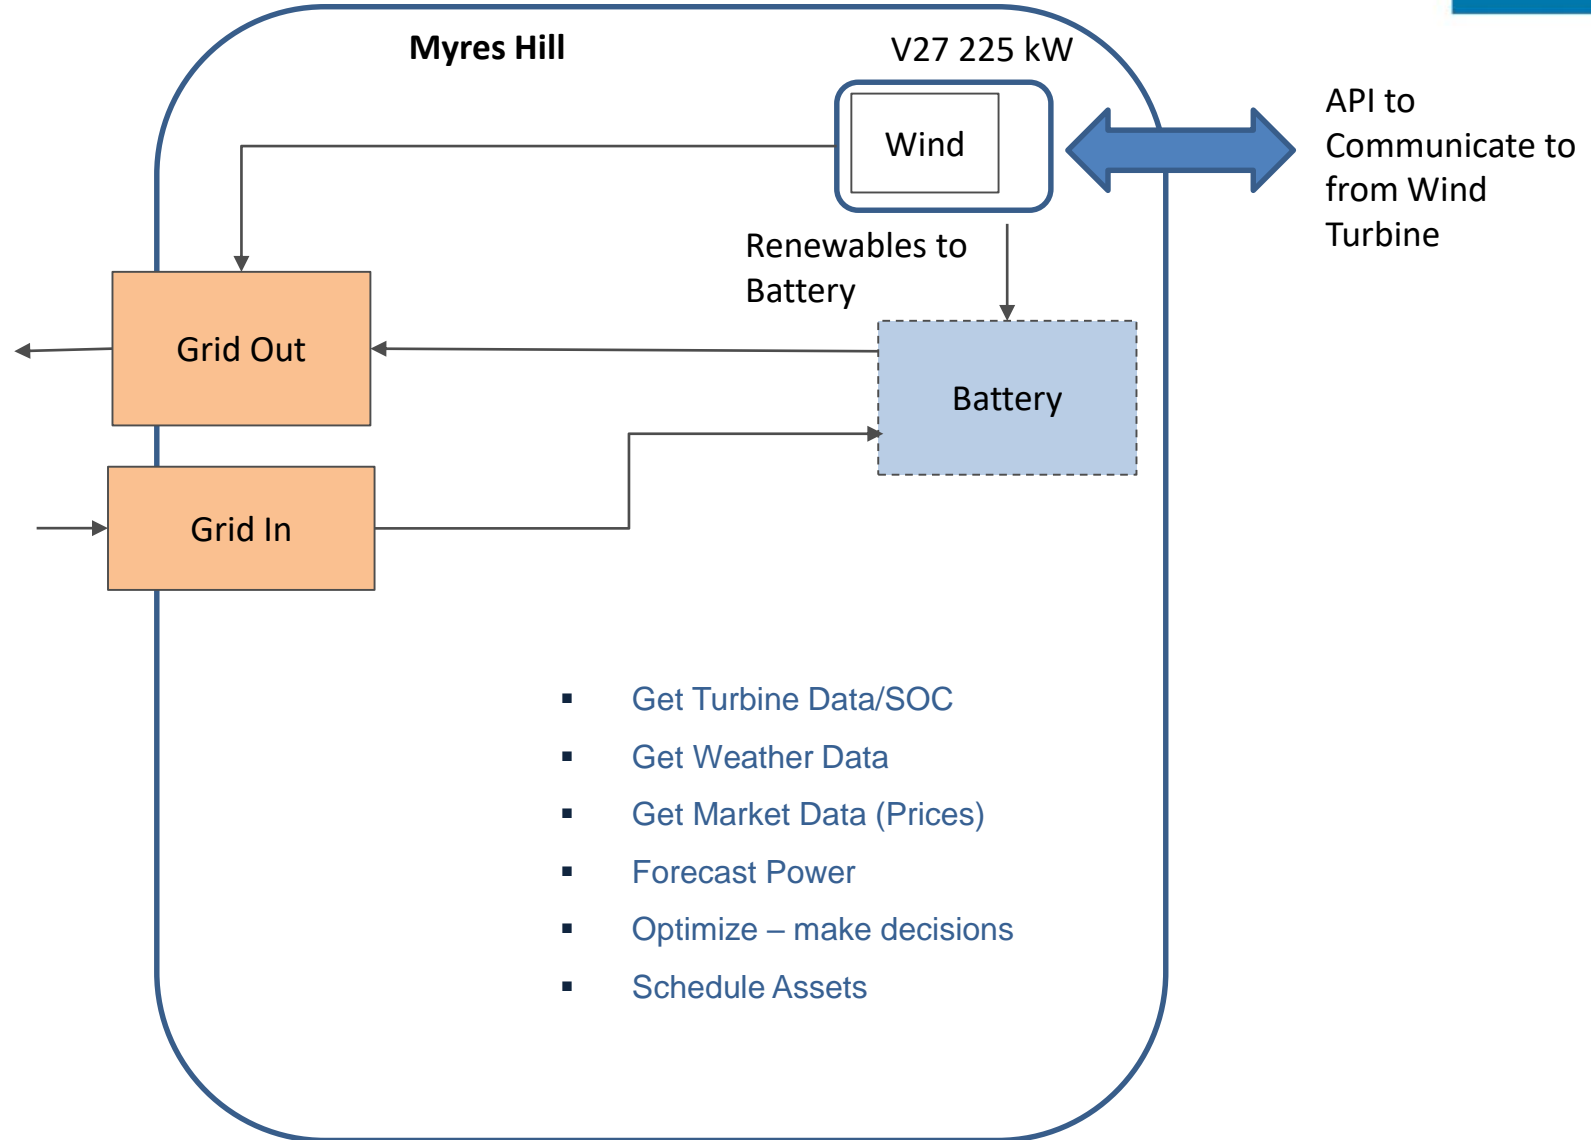 Myres Hill
V27 225 kW
Wind
API to
Communicate to
from Wind
Turbine
Renewables to
Battery
Grid Out
Battery
Grid In
▪ Get Turbine Data/SOC
▪ Get Weather Data
▪ Get Market Data (Prices)
▪ Forecast Power
▪ Optimize – make decisions
▪ Schedule Assets